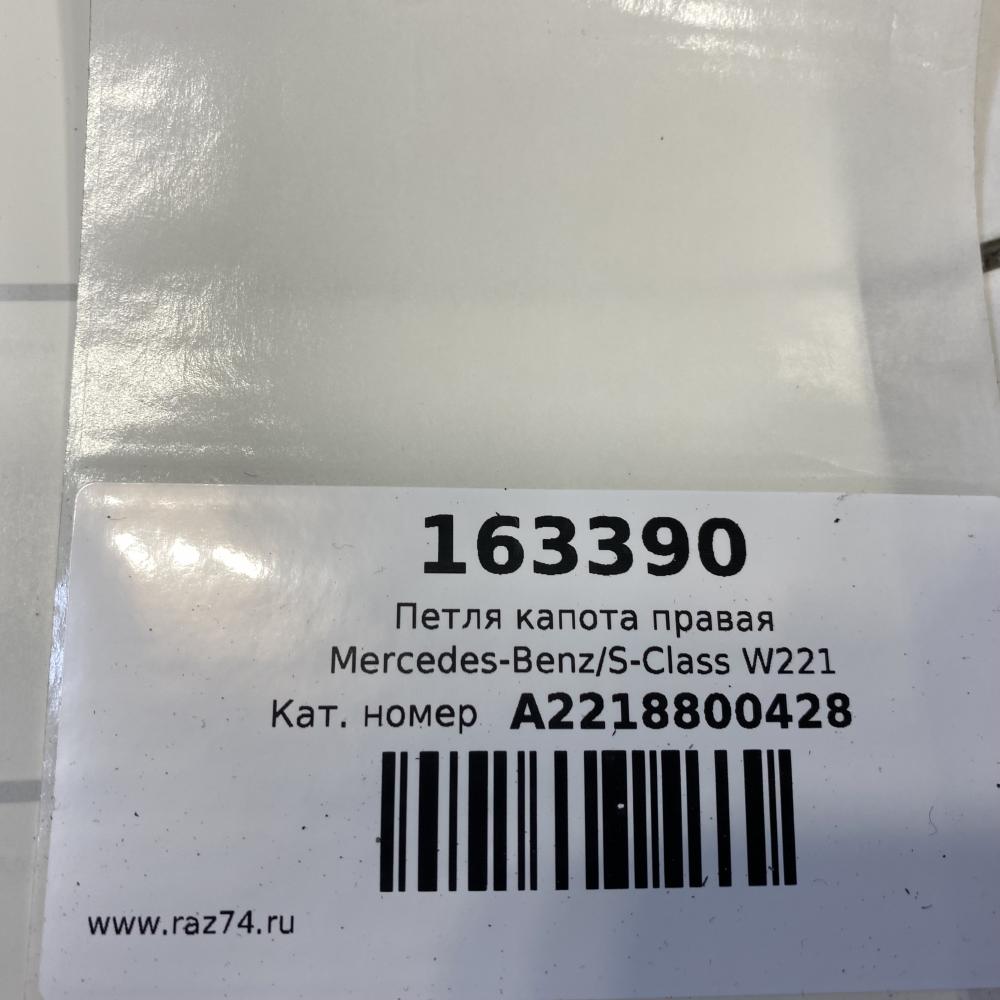 163390
Петля капота правая
Mercedes-Benz/S-Class W221
Кат. номер A2218800428
www.raz74.ru